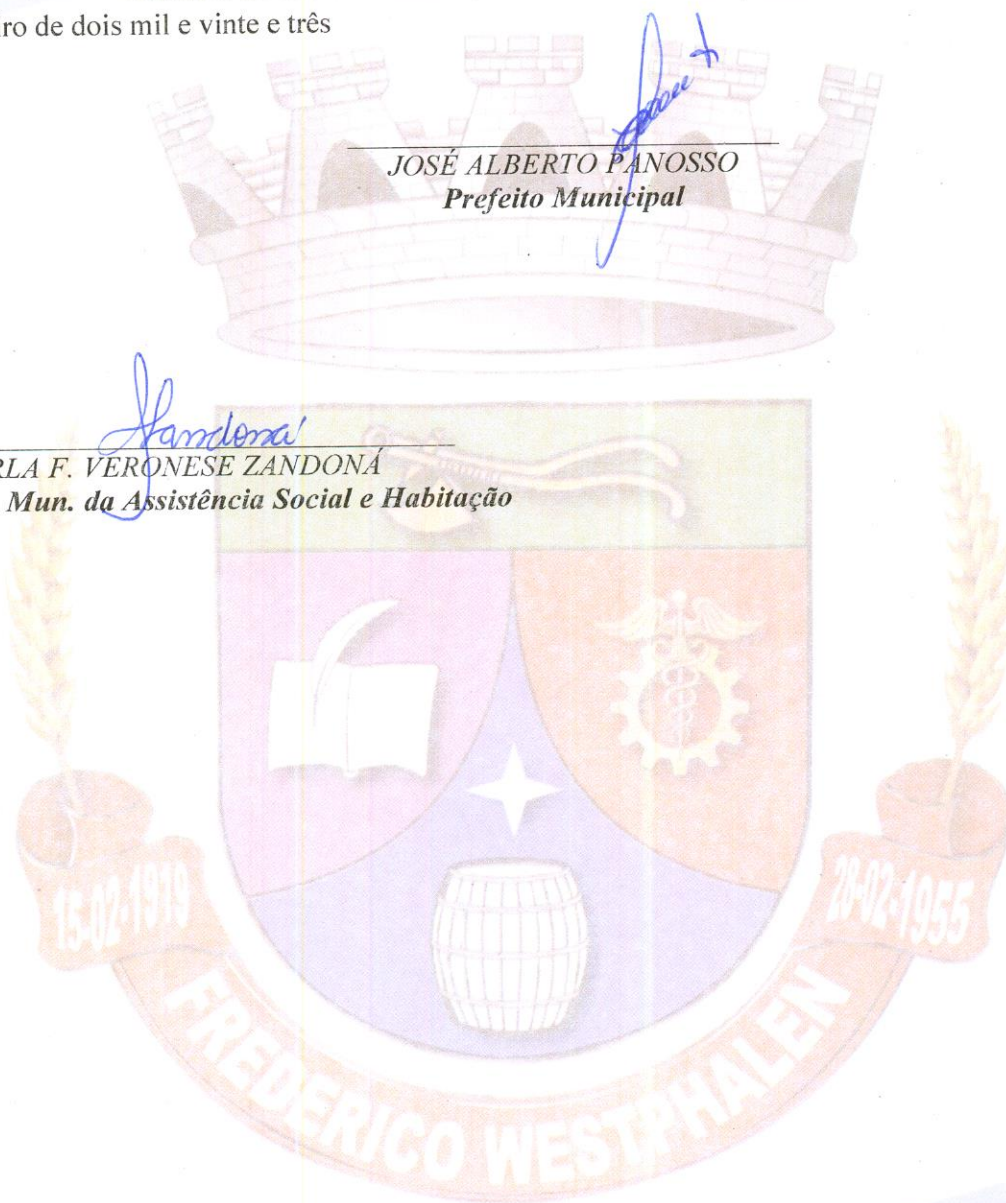 ro de dois mil e vinte e três
JOSÉ ALBERTO PANOSSO
Prefeito Municipal
Zandoná
RLA F. VERONESE ZANDONÁ
Mun. da Assistência Social e Habitação
15-02-1919
28-02-1955
FREDERICO WESTPHALEN